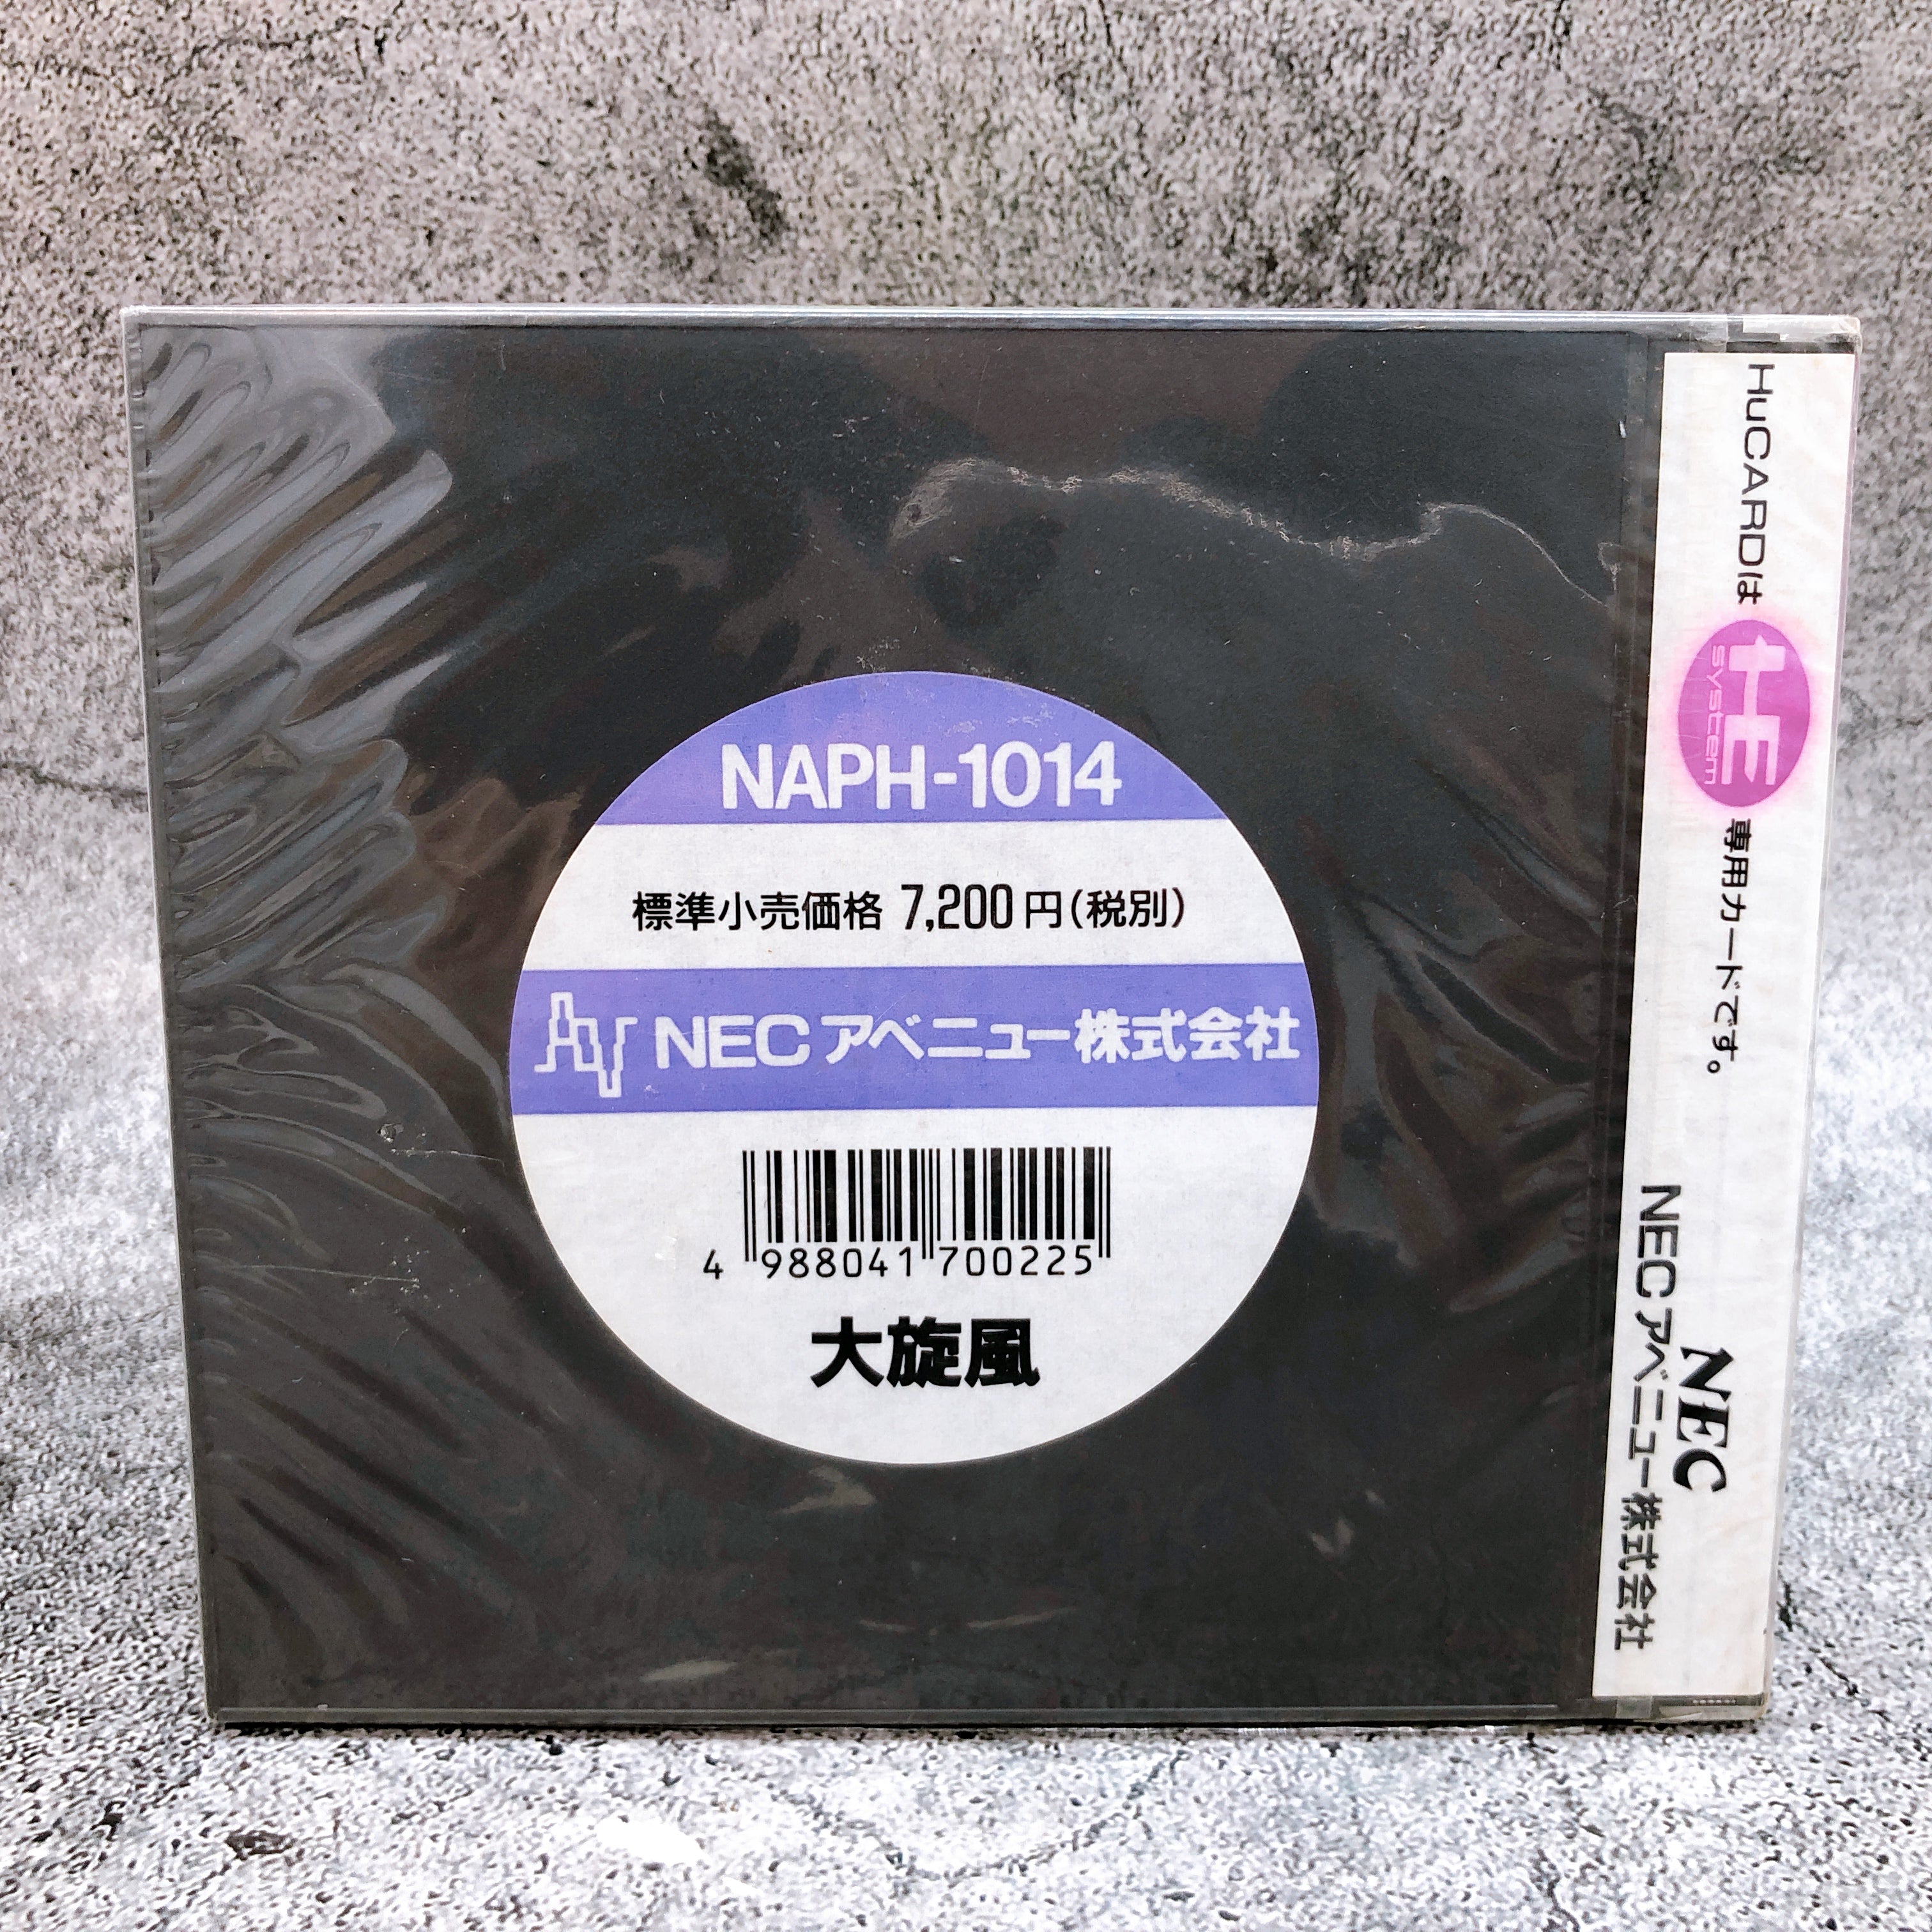 NAPH-1014
標準小売価格 7,200円(税別)
NECアベニュー株式会社
4 988041 700225
大旋風
HuCARDは HE system 専用カードです。
NEC
NECアベニュー株式会社